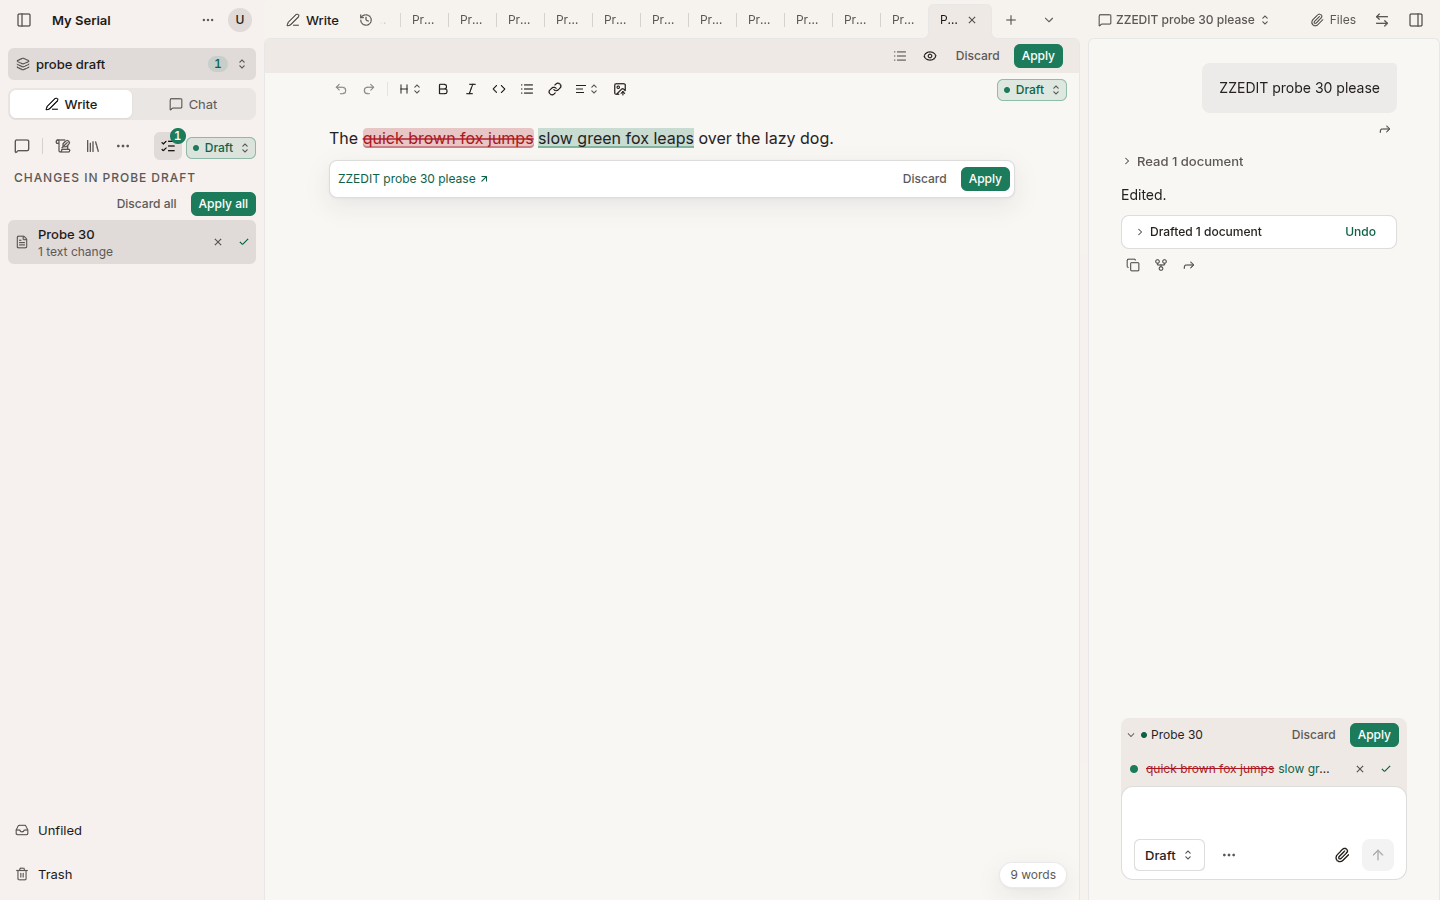 My Serial
U
probe draft
1
Write
Chat
1
Draft
CHANGES IN PROBE DRAFT
Discard all
Apply all
Probe 30
1 text change
Unfiled
Trash
Write
Pr...
Pr...
Pr...
Pr...
Pr...
Pr...
Pr...
Pr...
Pr...
Pr...
Pr...
P...
Discard
Apply
H
B
I
Draft
The quick brown fox jumps slow green fox leaps over the lazy dog.
ZZEDIT probe 30 please
Discard
Apply
9 words
ZZEDIT probe 30 please
Files
ZZEDIT probe 30 please
Read 1 document
Edited.
Drafted 1 document
Undo
Probe 30
Discard
Apply
quick brown fox jumps slow gr...
Draft